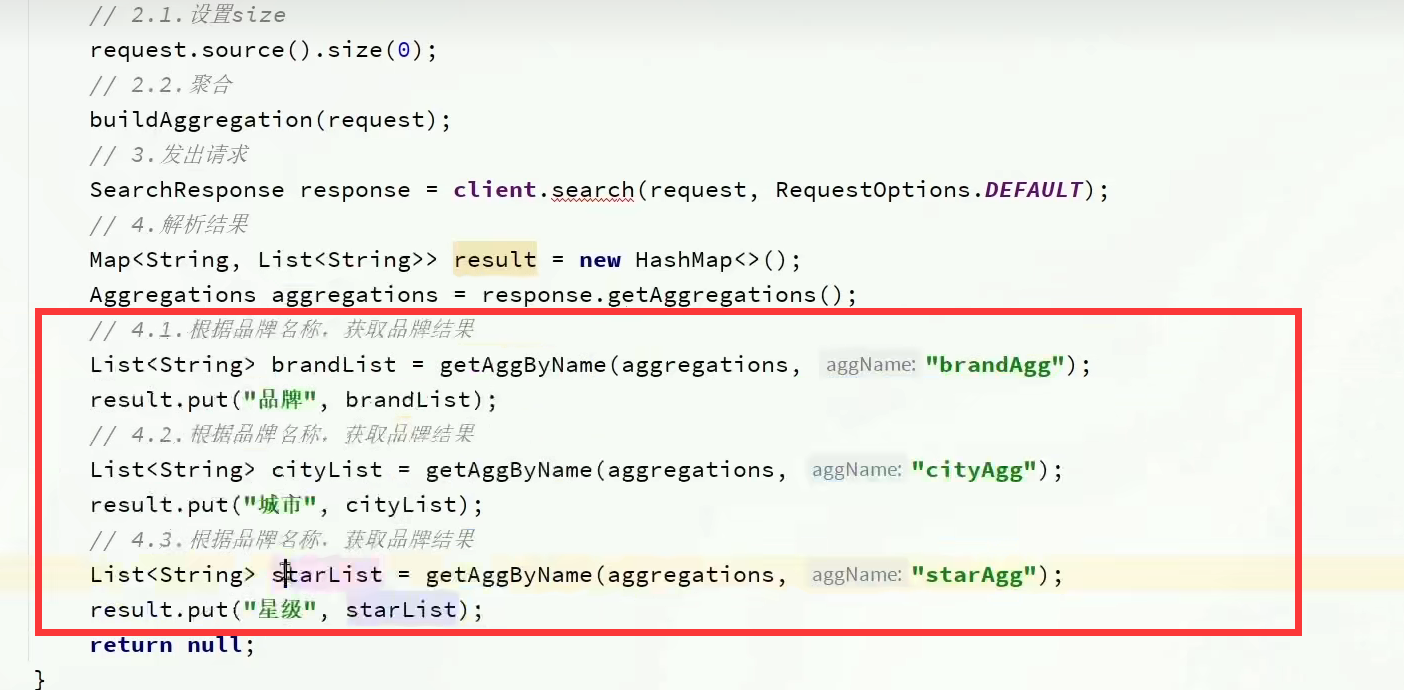 // 2.1.设置size
request.source().size(0);
// 2.2.聚合
buildAggregation(request);
// 3.发出请求
SearchResponse response = client.search(request, RequestOptions.DEFAULT);
// 4.解析结果
Map<String, List<String>> result = new HashMap<>();
Aggregations aggregations = response.getAggregations();
// 4.1.根据品牌名称，获取品牌结果
List<String> brandList = getAggByName(aggregations, aggName: "brandAgg");
result.put("品牌", brandList);
// 4.2.根据品牌名称，获取品牌结果
List<String> cityList = getAggByName(aggregations, aggName: "cityAgg");
result.put("城市", cityList);
// 4.3.根据品牌名称，获取品牌结果
List<String> starList = getAggByName(aggregations, aggName: "starAgg");
result.put("星级", starList);
return null;
}